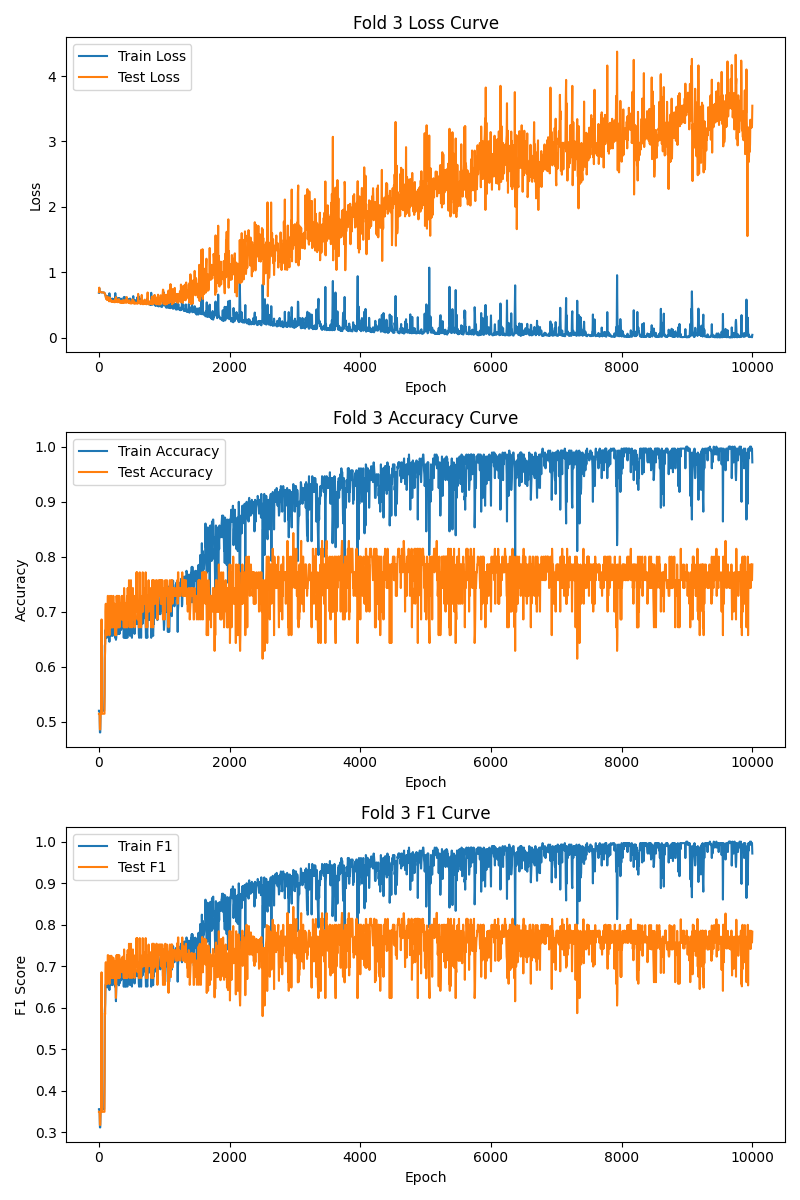 Fold 3 Loss Curve
Train Loss
Test Loss
4
3
2
1
0
Loss
0 2000 4000 6000 8000 10000
Epoch
Fold 3 Accuracy Curve
Train Accuracy
Test Accuracy
1.0
0.9
0.8
0.7
0.6
0.5
Accuracy
0 2000 4000 6000 8000 10000
Epoch
Fold 3 F1 Curve
Train F1
Test F1
1.0
0.9
0.8
0.7
0.6
0.5
0.4
0.3
F1 Score
0 2000 4000 6000 8000 10000
Epoch